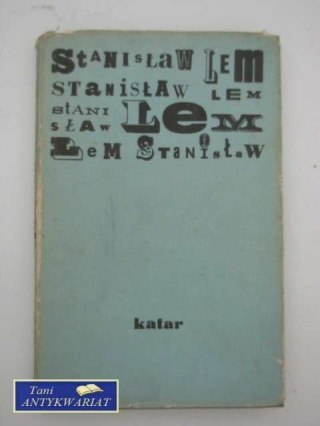 STANISŁAW LEM
STANISŁAW LEM
STANI
SŁAW LEM
LEM STANISŁAW
katar
Tani
ANTYKWARIAT